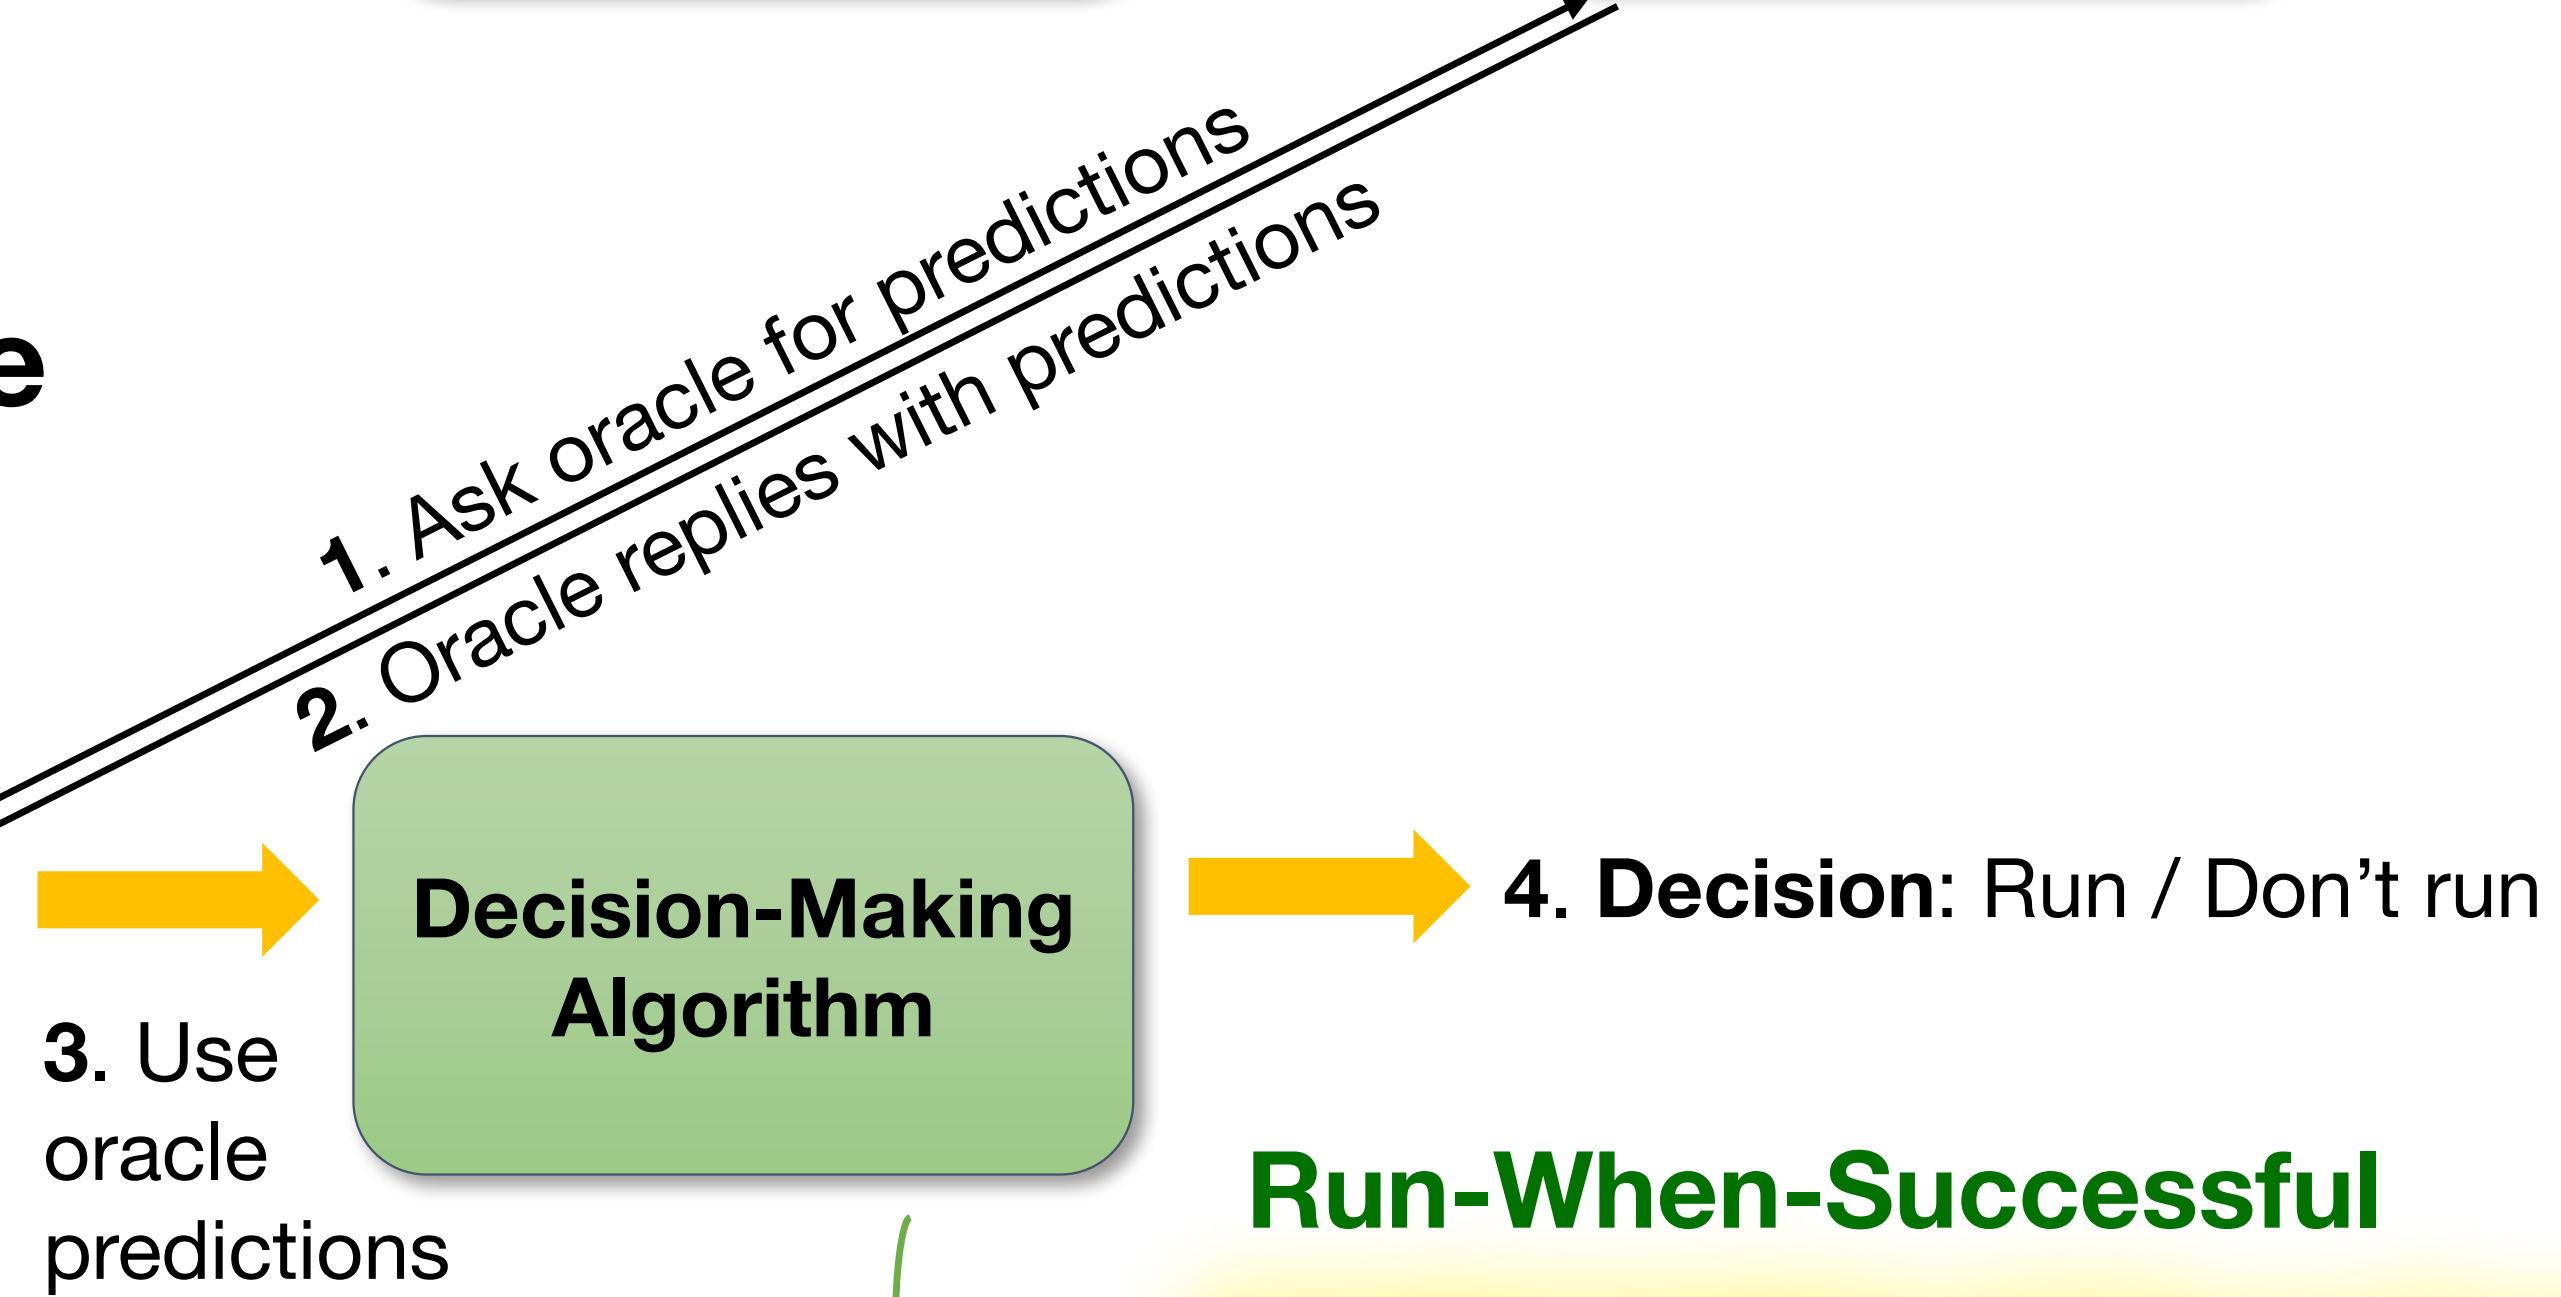 1. Ask oracle for predictions
2. Oracle replies with predictions
Decision-Making
Algorithm
4. Decision: Run / Don’t run
3. Use
oracle
predictions
Run-When-Successful